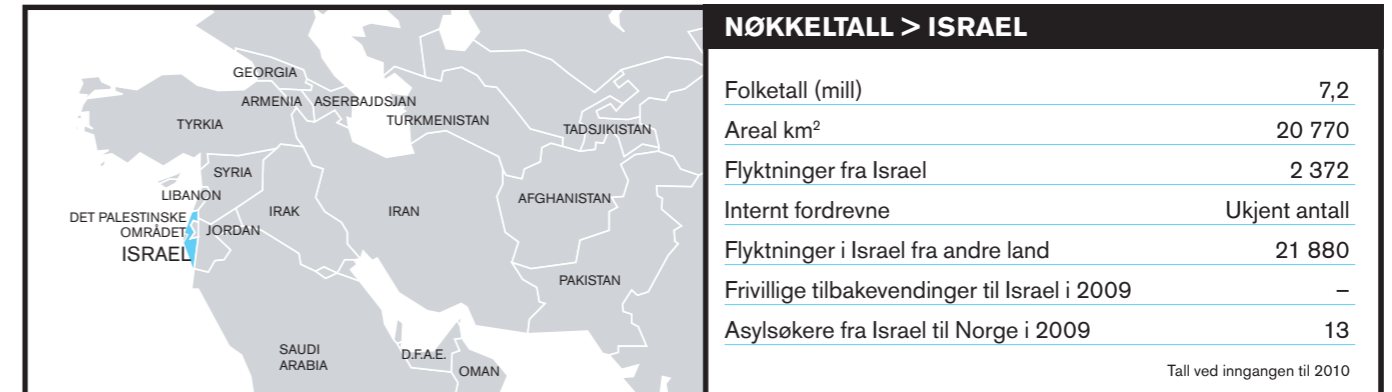 GEORGIA
ARMENIA ASERBAJDSJAN
TYRKIA
TURKMENISTAN
TADSJIKISTAN
SYRIA
LIBANON
AFGHANISTAN
DET PALESTINSKE
OMRÅDET
IRAK
IRAN
JORDAN
ISRAEL
PAKISTAN
SAUDI
ARABIA
D.F.A.E.
OMAN
NØKKELTALL > ISRAEL
Folketall (mill) 7,2
Areal km² 20 770
Flyktninger fra Israel 2 372
Internt fordrevne Ukjent antall
Flyktninger i Israel fra andre land 21 880
Frivillige tilbakevendinger til Israel i 2009 –
Asylsøkere fra Israel til Norge i 2009 13
Tall ved inngangen til 2010